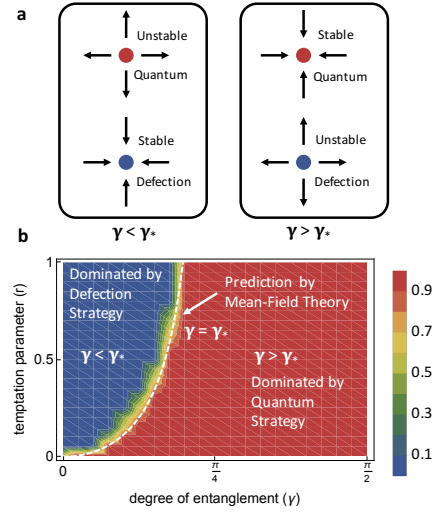 a
Unstable
Quantum
Stable
Defection
γ < γ*
Stable
Quantum
Unstable
Defection
γ > γ*
b
temptation parameter (r)
1
0.5
0
Dominated by
Defection
Strategy
γ < γ*
Prediction by
Mean-Field Theory
γ = γ*
γ > γ*
Dominated by
Quantum
Strategy
0
π/4
π/2
degree of entanglement (γ)
0.9
0.7
0.5
0.3
0.1